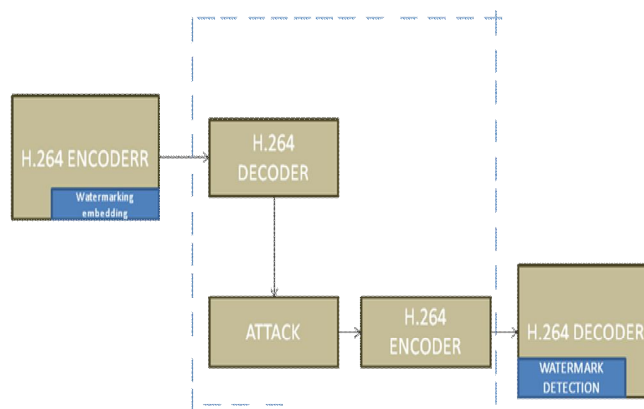 H.264 ENCODERR
Watermarking
embedding
H.264
DECODER
ATTACK
H.264
ENCODER
H.264 DECODER
WATERMARK
DETECTION